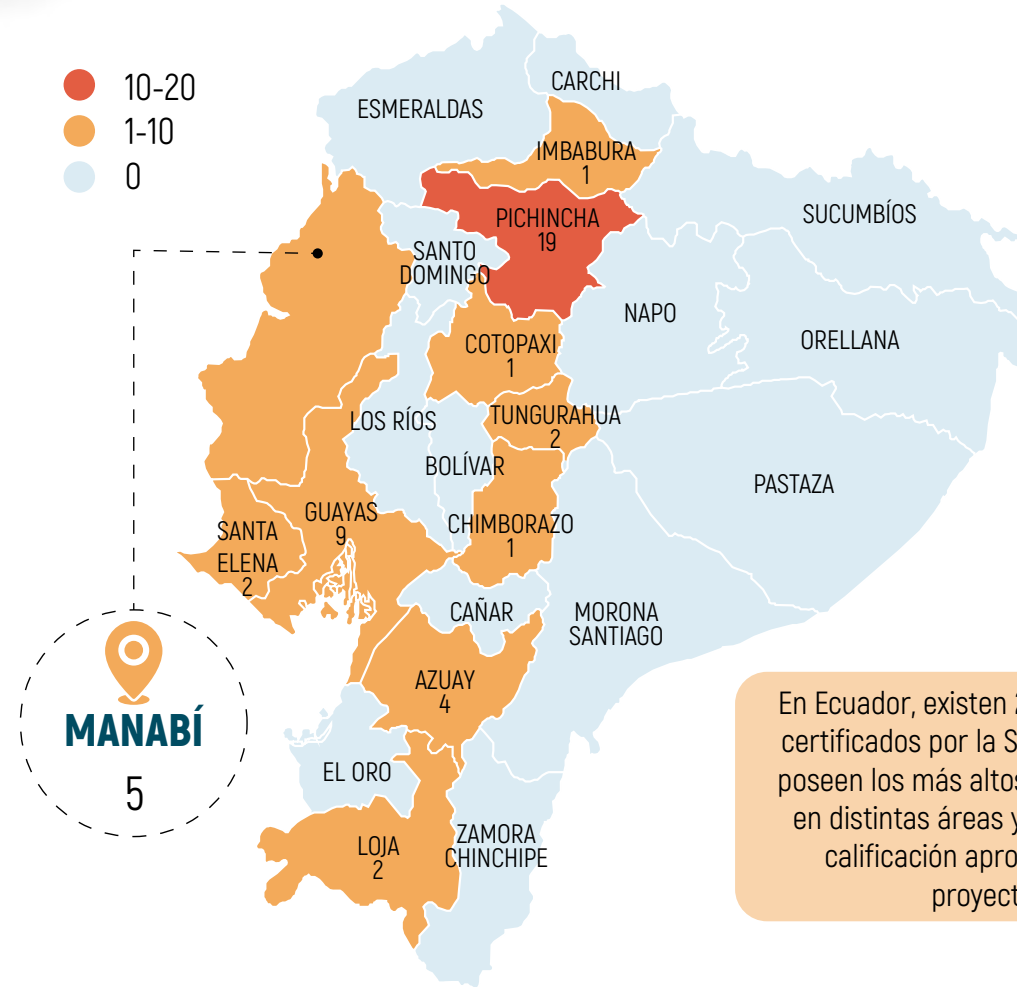 10-20
1-10
0
CARCHI
ESMERALDAS
IMBABURA
1
SUCUMBÍOS
PICHINCHA
19
SANTO
DOMINGO
NAPO
ORELLANA
COTOPAXI
1
LOS RÍOS
TUNGURAHUA
2
BOLÍVAR
PASTAZA
GUAYAS
9
CHIMBORAZO
1
SANTA
ELENA
2
CAÑAR
MORONA
SANTIAGO
AZUAY
4
MANABÍ
5
EL ORO
LOJA
2
ZAMORA
CHINCHIPE
En Ecuador, existen
certificados por la S
poseen los más altos
en distintas áreas y
calificación apro
proyect